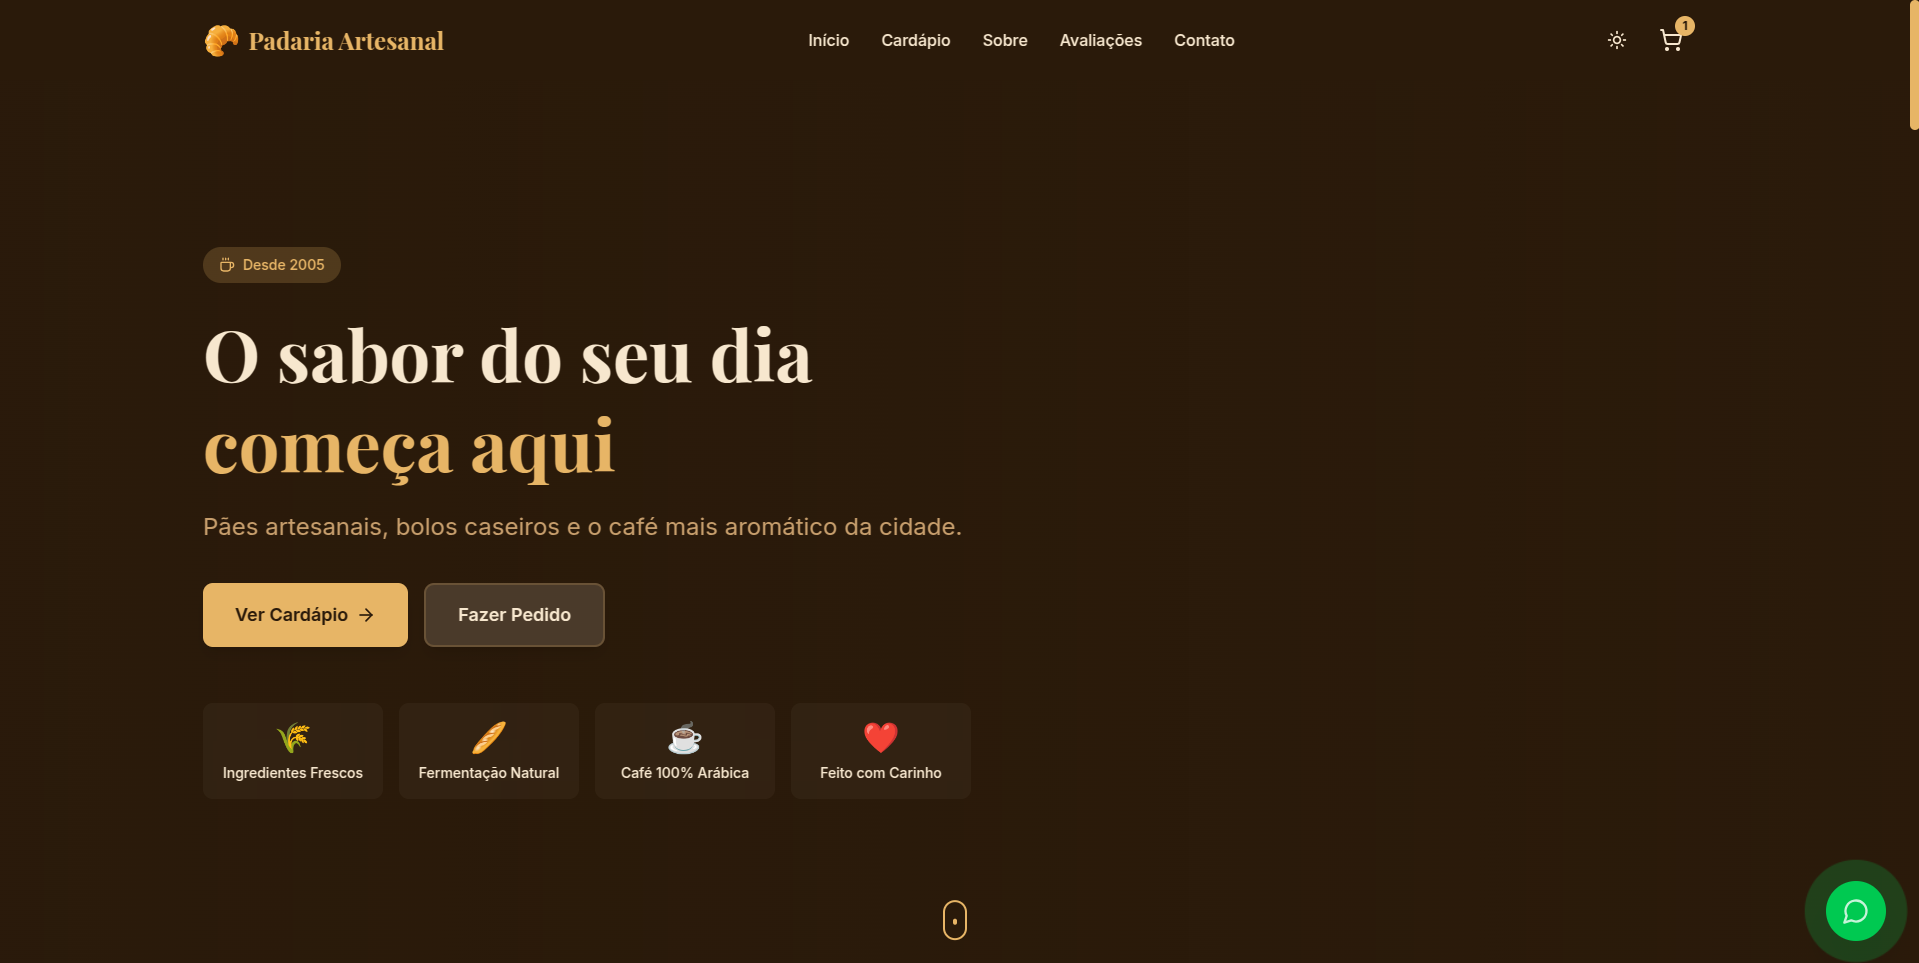 Padaria Artesanal
Início
Cardápio
Sobre
Avaliações
Contato
1
Desde 2005
O sabor do seu dia
começa aqui
Pães artesanais, bolos caseiros e o café mais aromático da cidade.
Ver Cardápio
Fazer Pedido
Ingredientes Frescos
Fermentação Natural
Café 100% Arábica
Feito com Carinho